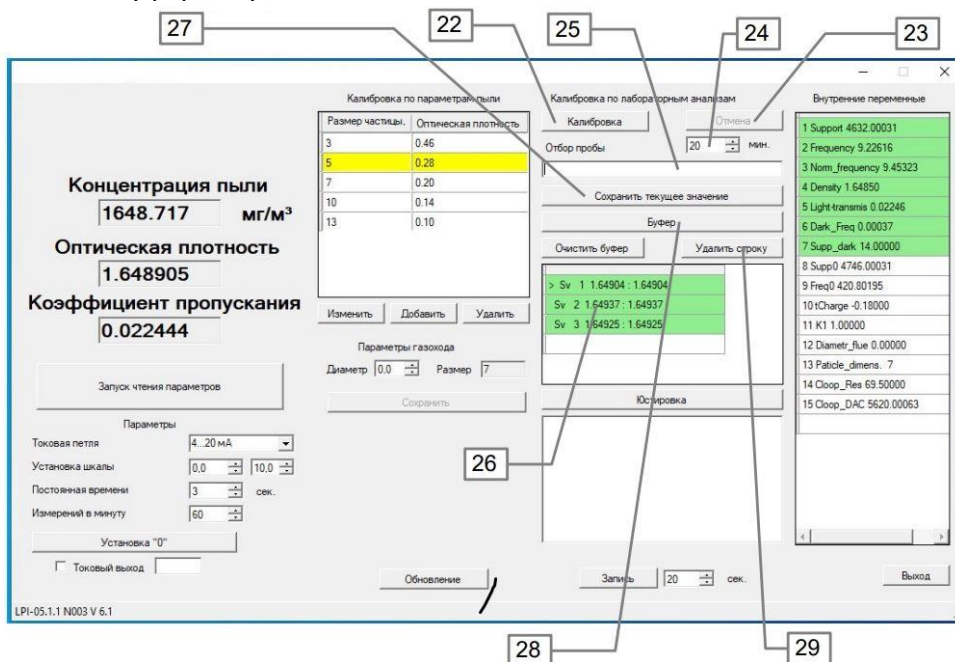 27
22
25
24
23
Калибровка по параметрам пыли
Размер частицы,
Оптическая плотность
3
0.46
5
0.28
7
0.20
10
0.14
13
0.10
Изменить
Добавить
Удалить
Параметры газохода
Диаметр
0.0
Размер
7
Сохранить
Концентрация пыли
1648.717
мг/м³
Оптическая плотность
1.648905
Коэффициент пропускания
0.022444
Запуск чтения параметров
Параметры
Токовая петля
4...20 мА
Установка шкалы
0,0
10,0
Постоянная времени
3
сек.
Измерений в минуту
60
Установка "0"
Токовый выход
Обновление
Калибровка по лабораторным анализам
Калибровка
Отмена
Отбор пробы
20
мин.
Сохранить текущее значение
Буфер
Очистить буфер
Удалить строку
> Sv 1 1.64904 : 1.64904
Sv 2 1.64937 : 1.64937
Sv 3 1.64925 : 1.64925
Юстировка
26
Запись
20
сек.
Внутренние переменные
1 Support 4632.00031
2 Frequency 9.22616
3 Norm_frequency 9.45323
4 Density 1.64850
5 Light-transmis 0.02246
6 Dark_Freq 0.00037
7 Supp_dark 14.00000
8 Supp0 4746.00031
9 Freq0 420.80195
10 tCharge -0.18000
11 K1 1.00000
12 Diametr_flue 0.00000
13 Paticle_dimens. 7
14 Cloop_Res 69.50000
15 Cloop_DAC 5620.00063
Выход
LPI-05.1.1 N003 V 6.1
28
29